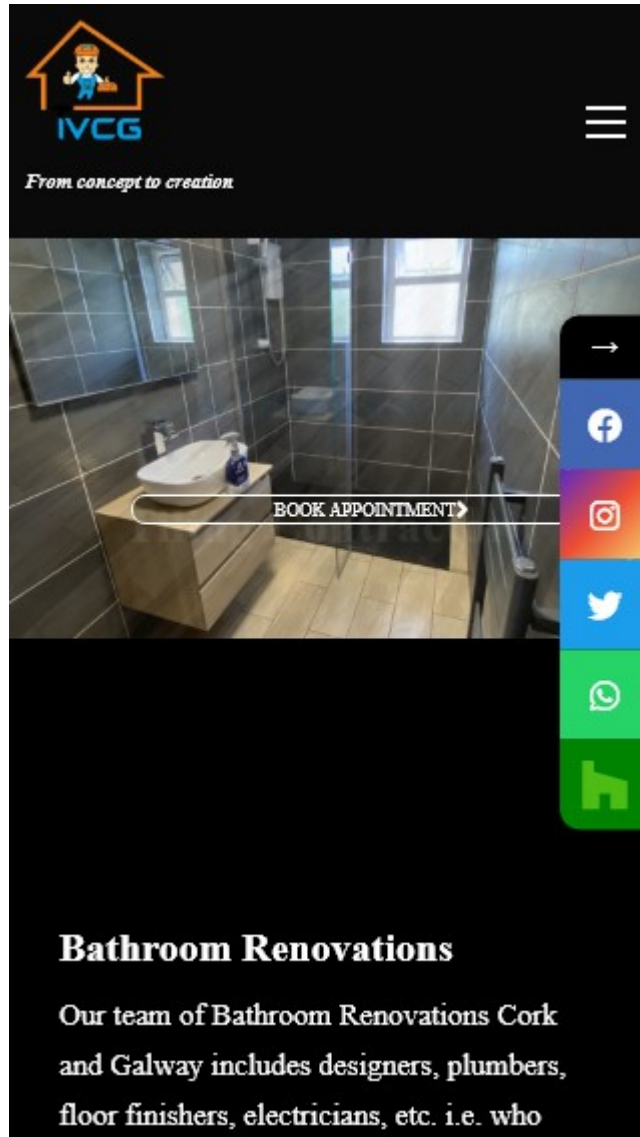 IVCG
From concept to creation
BOOK APPOINTMENT
Bathroom Renovations
Our team of Bathroom Renovations Cork
and Galway includes designers, plumbers,
floor finishers, electricians, etc. i.e. who